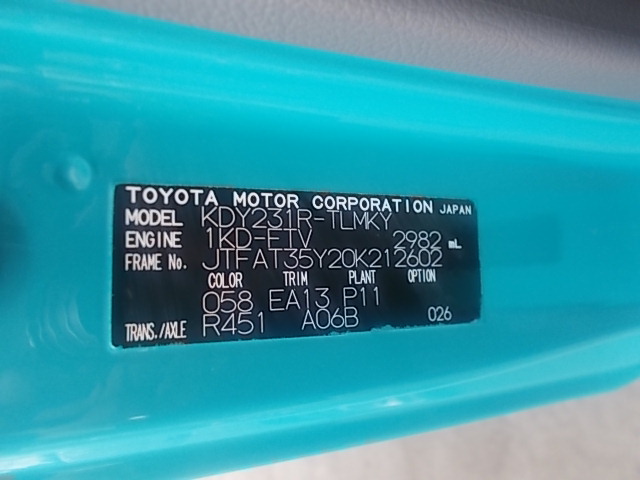 TOYOTA MOTOR CORPORATION JAPAN
MODEL KDY231R-TLMKY
ENGINE 1KD-FTV 2982 mL
FRAME No. JTFAT35Y20K212602
COLOR TRIM PLANT OPTION
058 EA13 P11
TRANS./AXLE R451 A06B 026